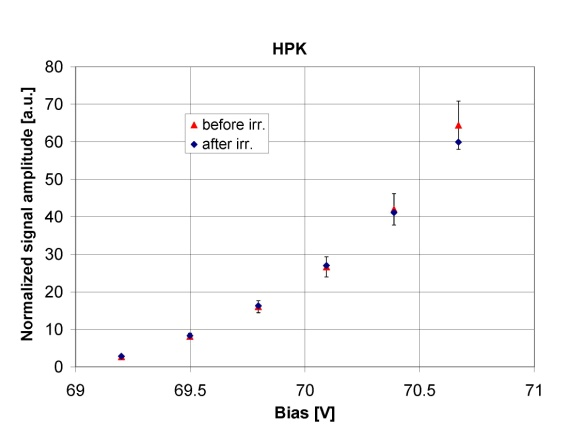 HPK
Normalized signal amplitude [a.u.]
80
70
60
50
40
30
20
10
0
before irr.
after irr.
69
69.5
70
70.5
71
Bias [V]